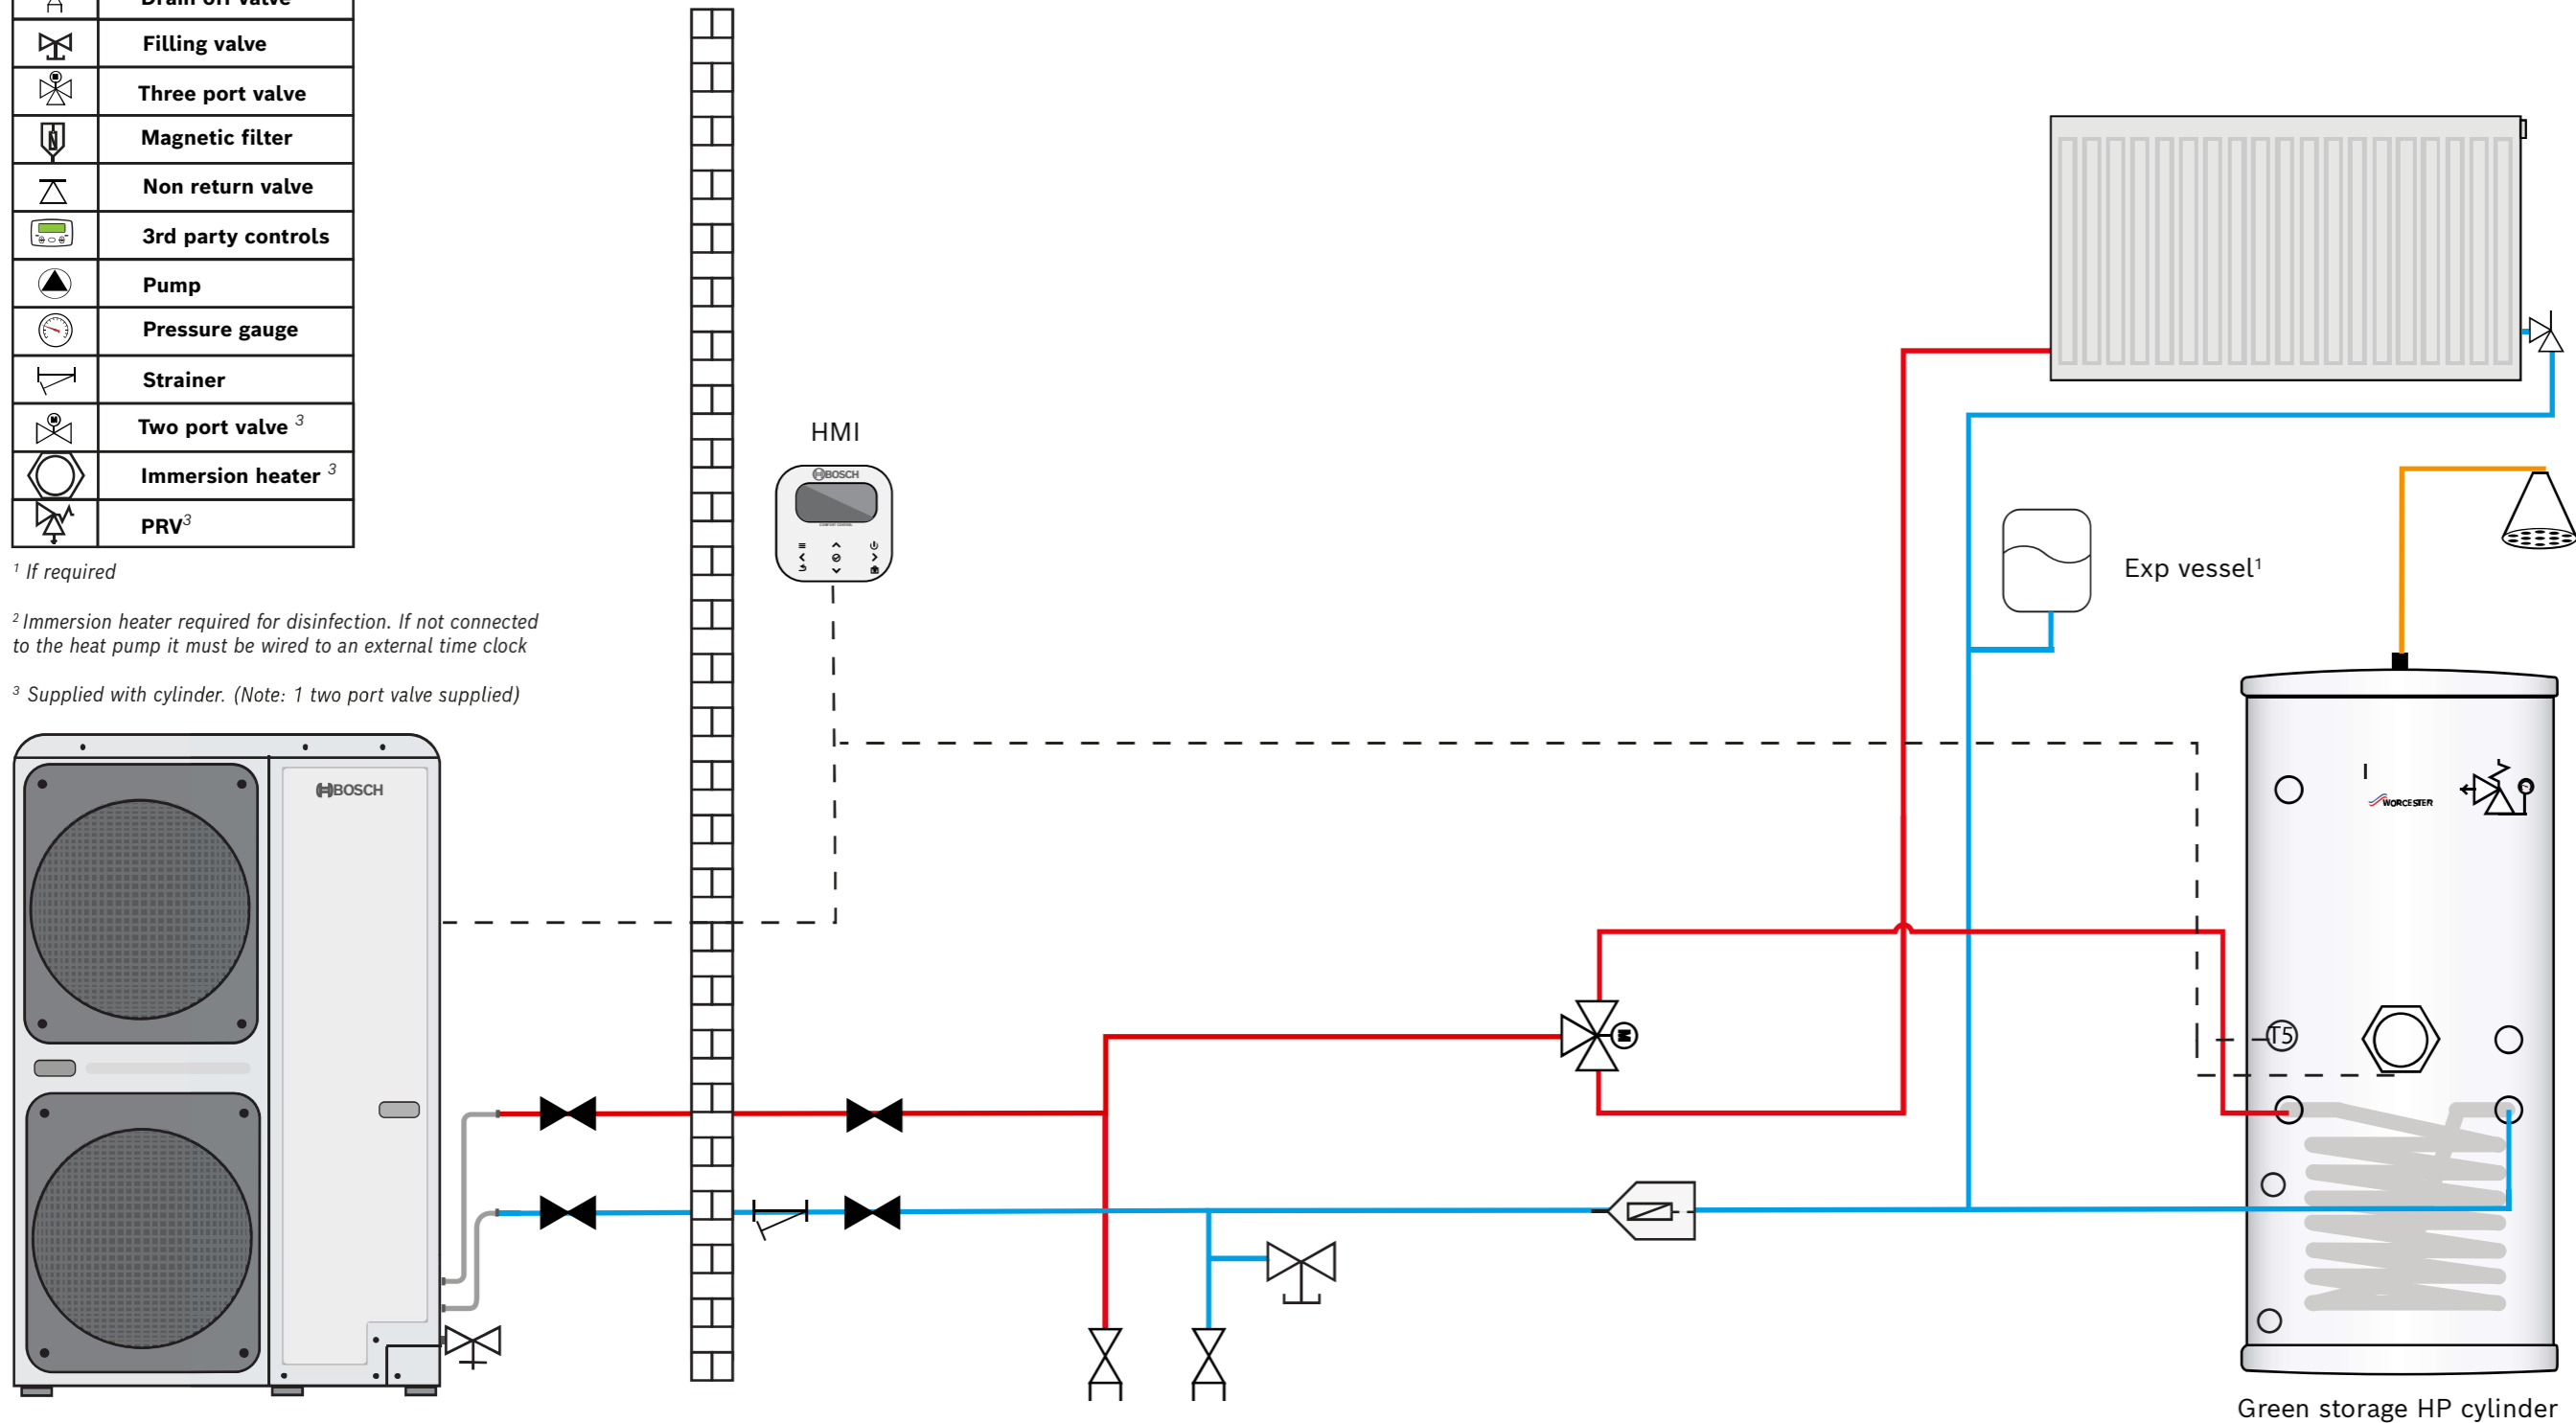 Drain off valve
Filling valve
Three port valve
Magnetic filter
Non return valve
3rd party controls
Pump
Pressure gauge
Strainer
M
Two port valve 3
Immersion heater 3
PRV3
1 If required
2 Immersion heater required for disinfection. If not connected
to the heat pump it must be wired to an external time clock
3 Supplied with cylinder. (Note: 1 two port valve supplied)
HMI
BOSCH
BOSCH
Exp vessel1
WORCESTER
M
T5
Green storage HP cylinder